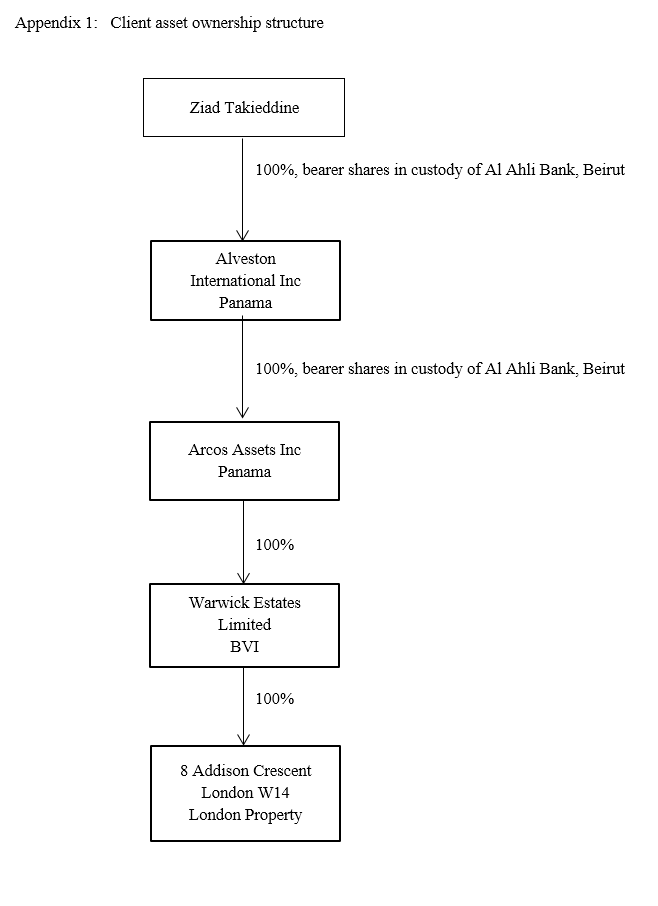 Appendix 1:   Client asset ownership structure
Ziad Takieddine
100%, bearer shares in custody of Al Ahli Bank, Beirut
Alveston
International Inc
Panama
100%, bearer shares in custody of Al Ahli Bank, Beirut
Arcos Assets Inc
Panama
100%
Warwick Estates
Limited
BVI
100%
8 Addison Crescent
London W14
London Property